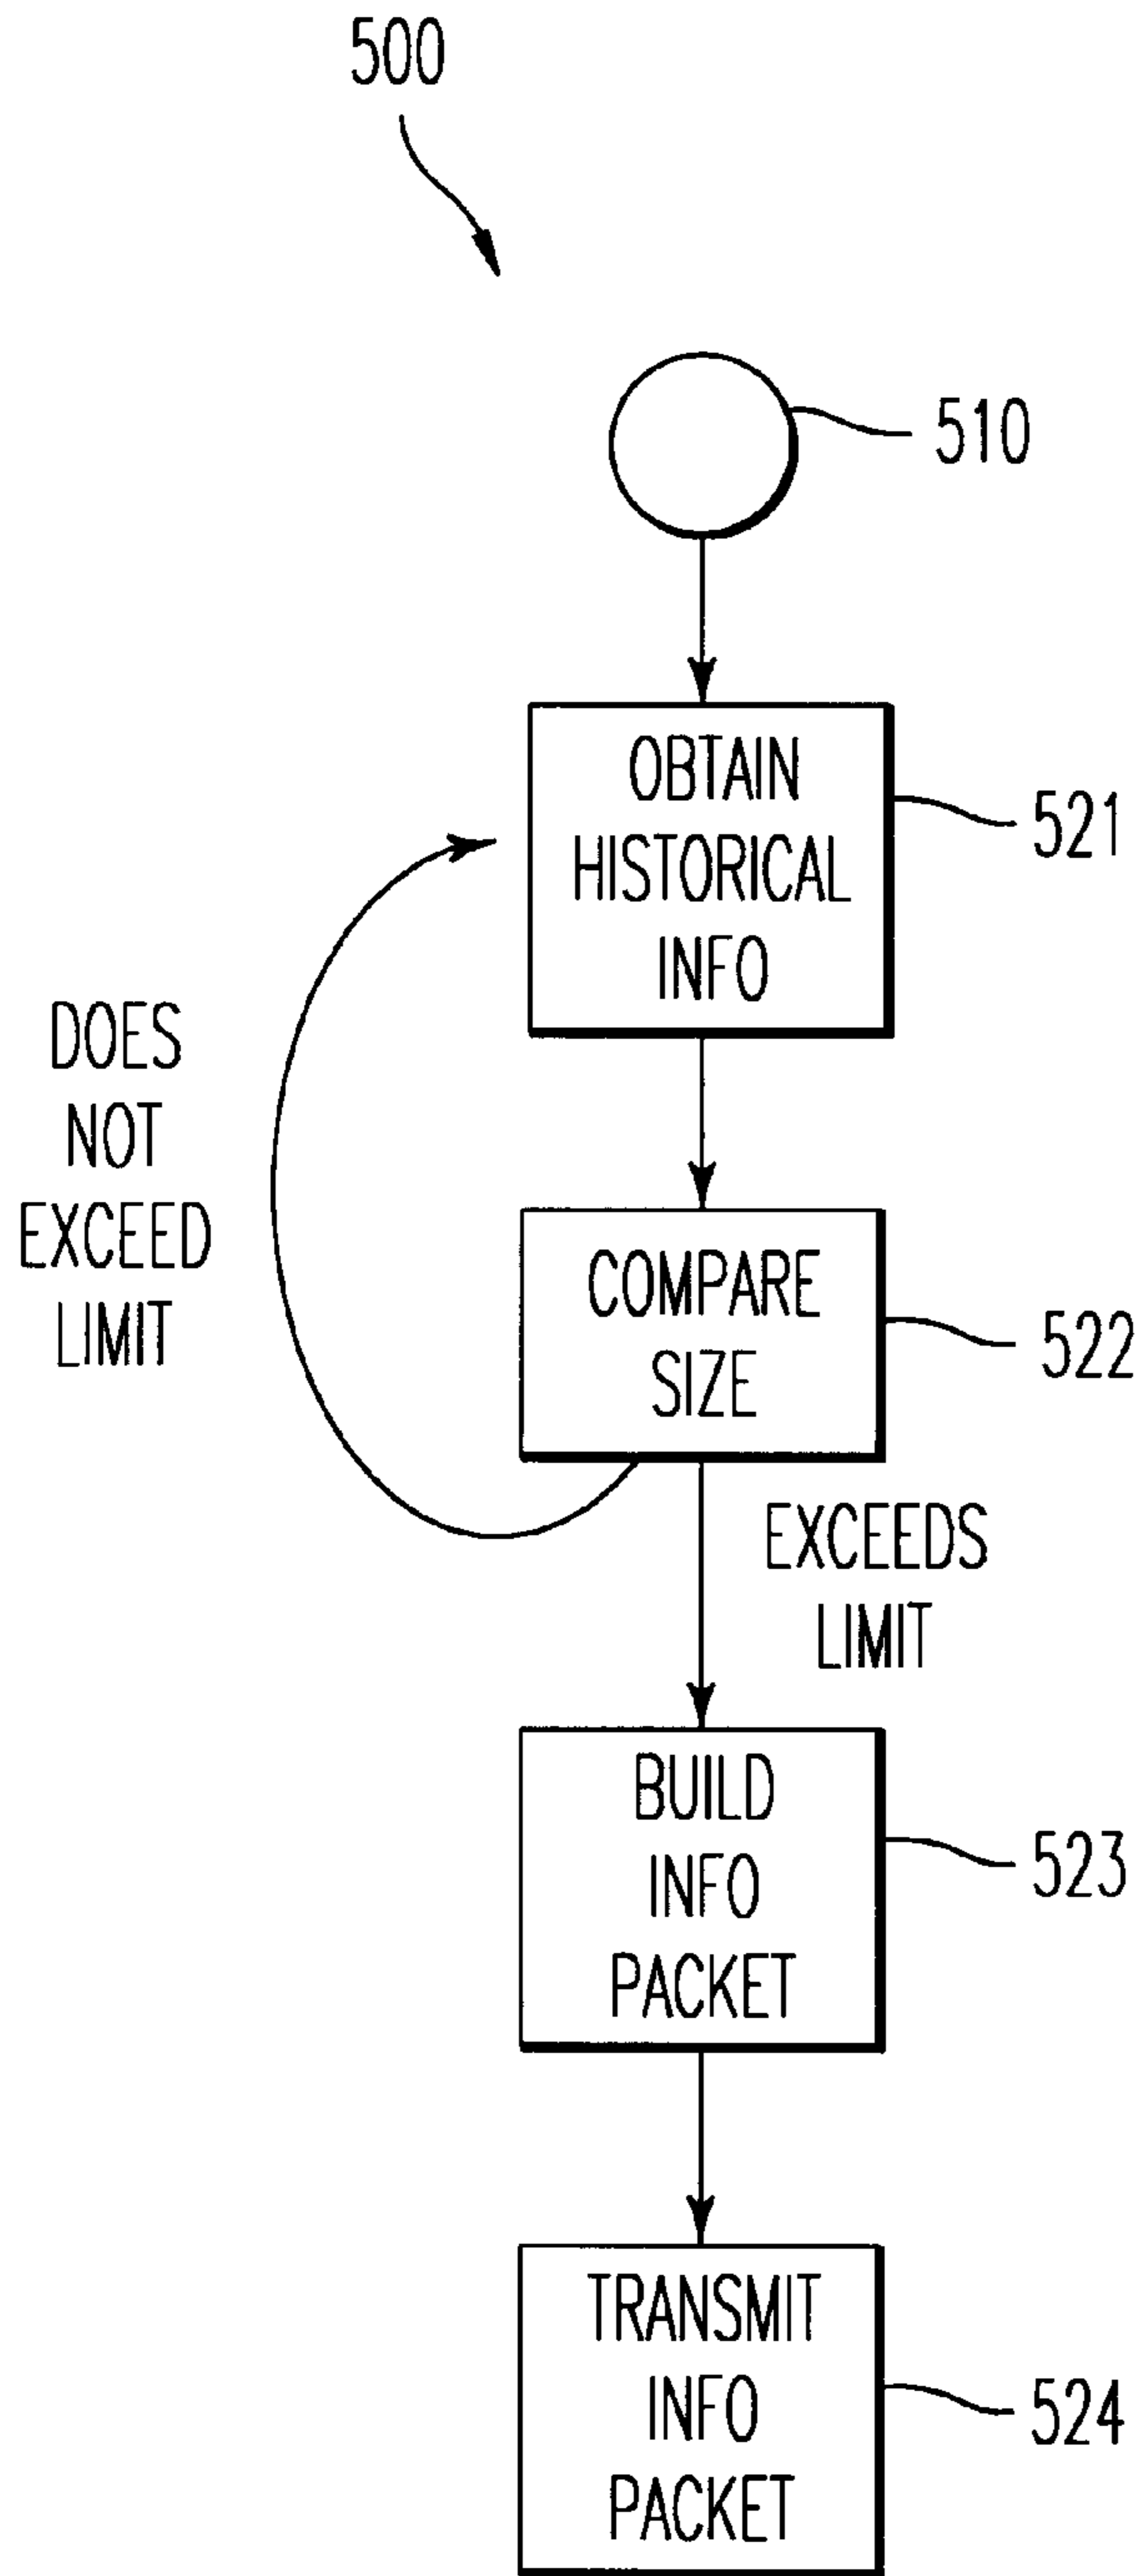 500
510
OBTAIN
HISTORICAL
INFO
521
DOES
NOT
EXCEED
LIMIT
COMPARE
SIZE
522
EXCEEDS
LIMIT
BUILD
INFO
PACKET
523
TRANSMIT
INFO
PACKET
524